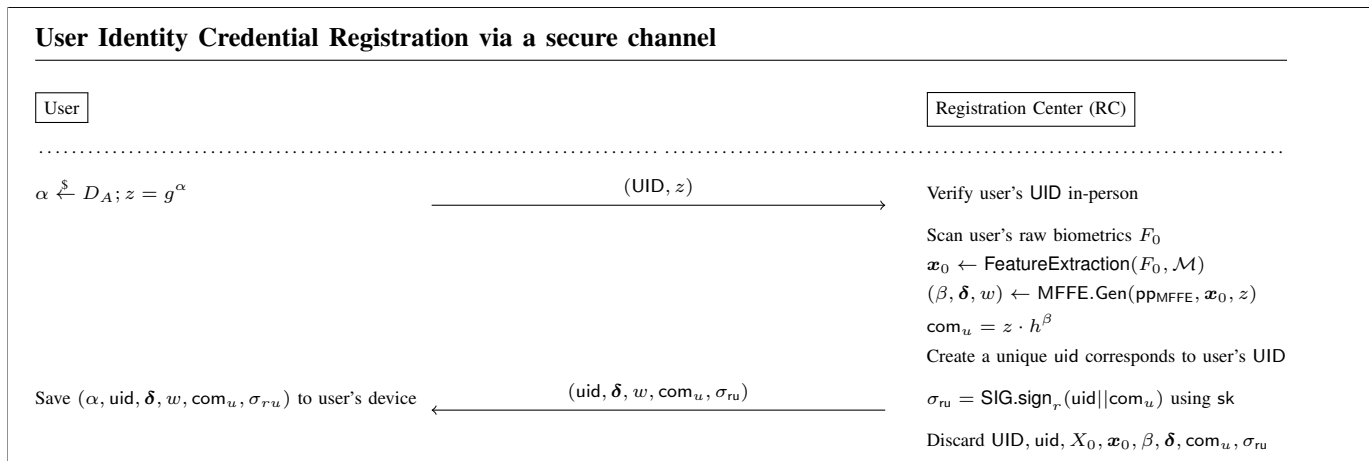 User Identity Credential Registration via a secure channel
User
Registration Center (RC)
α $← D_A; z = g^α
(UID, z)
Verify user's UID in-person
Scan user's raw biometrics F_0
x_0 ← FeatureExtraction(F_0, M)
(β, δ, w) ← MFFE.Gen(pp_MFFE, x_0, z)
com_u = z · h^β
Create a unique uid corresponds to user's UID
Save (α, uid, δ, w, com_u, σ_ru) to user's device
(uid, δ, w, com_u, σ_ru)
σ_ru = SIG.sign_r(uid||com_u) using sk
Discard UID, uid, X_0, x_0, β, δ, com_u, σ_ru